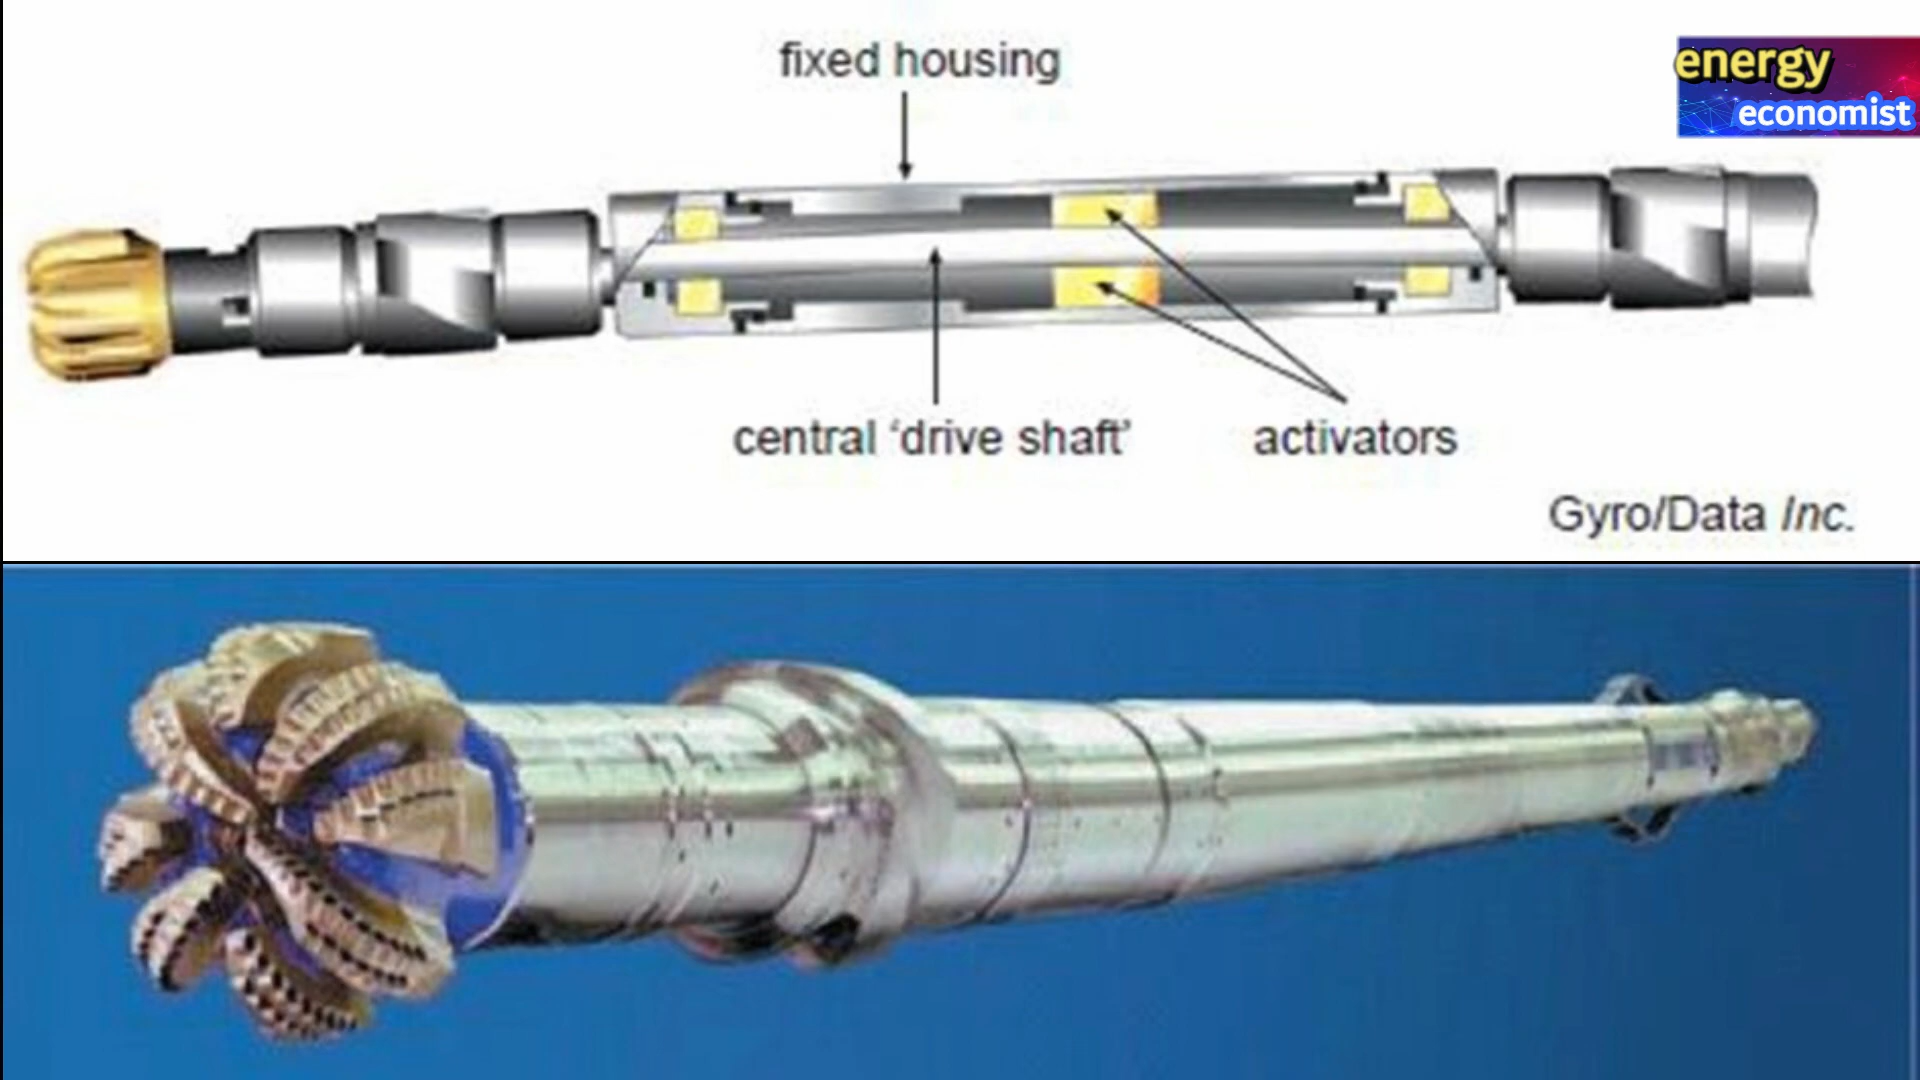 fixed housing
energy
economist
central ‘drive shaft’
activators
Gyro/Data Inc.